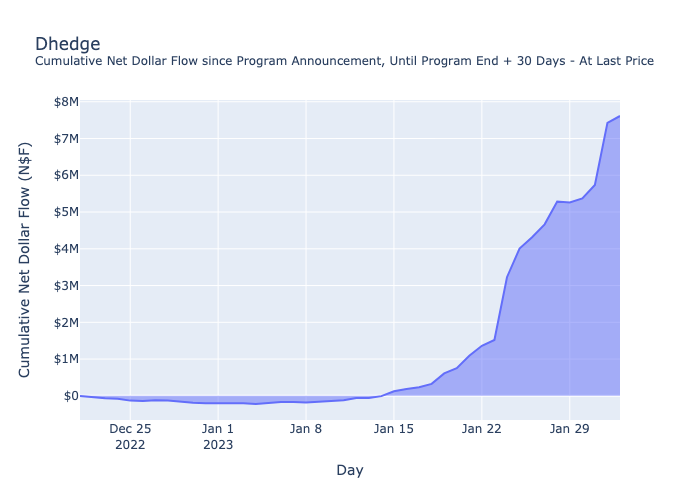 Dhedge
Cumulative Net Dollar Flow since Program Announcement, Until Program End + 30 Days - At Last Price
Cumulative Net Dollar Flow (N$F)
$8M
$7M
$6M
$5M
$4M
$3M
$2M
$1M
$0
Dec 25
2022
Jan 1
2023
Jan 8
Jan 15
Jan 22
Jan 29
Day